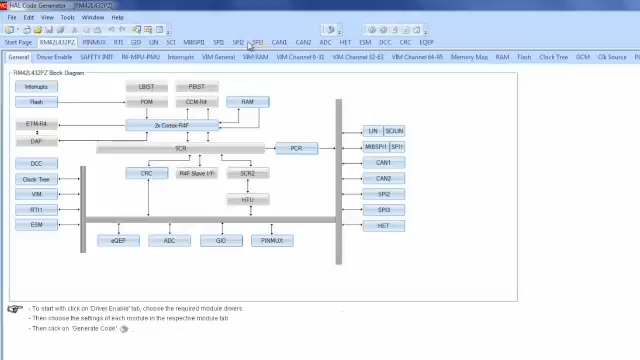 HAL Code Generator - [RM42L432PZ]
File Edit View Tools Window Help
Start Page RM42L432PZ PINMUX RTI GIO LIN SCI MIBSPI1 SPI1 SPI2 SPI3 CAN1 CAN2 ADC HET ESM DCC CRC EQEP
General Driver Enable SAFETY UNIT R4-MPU-PMU Interrupts VIM General VIM RAM VIM Channel 0-31 VIM Channel 32-63 VIM Channel 64-95 Memory Map RAM Flash Clock Tree GCM Clk Source
RM42L432PZ Block Diagram
Interrupts LBIST PBIST
Flash POM CCM-R4 RAM
ETM-R4 2x Cortex-R4F LIN SCI/LIN
DAP SCR PCR MIBSPI1 SPI1
DCC CRC R4F Slave I/F SCR2 CAN1
Clock Tree CAN2
VIM HTU SPI2
RTI1 SPI3
ESM HET
eQEP ADC GIO PINMUX
- To start with click on 'Driver Enable' tab, choose the required module drivers
- Then choose the settings of each module in the respective module tab
- Then click on 'Generate Code'